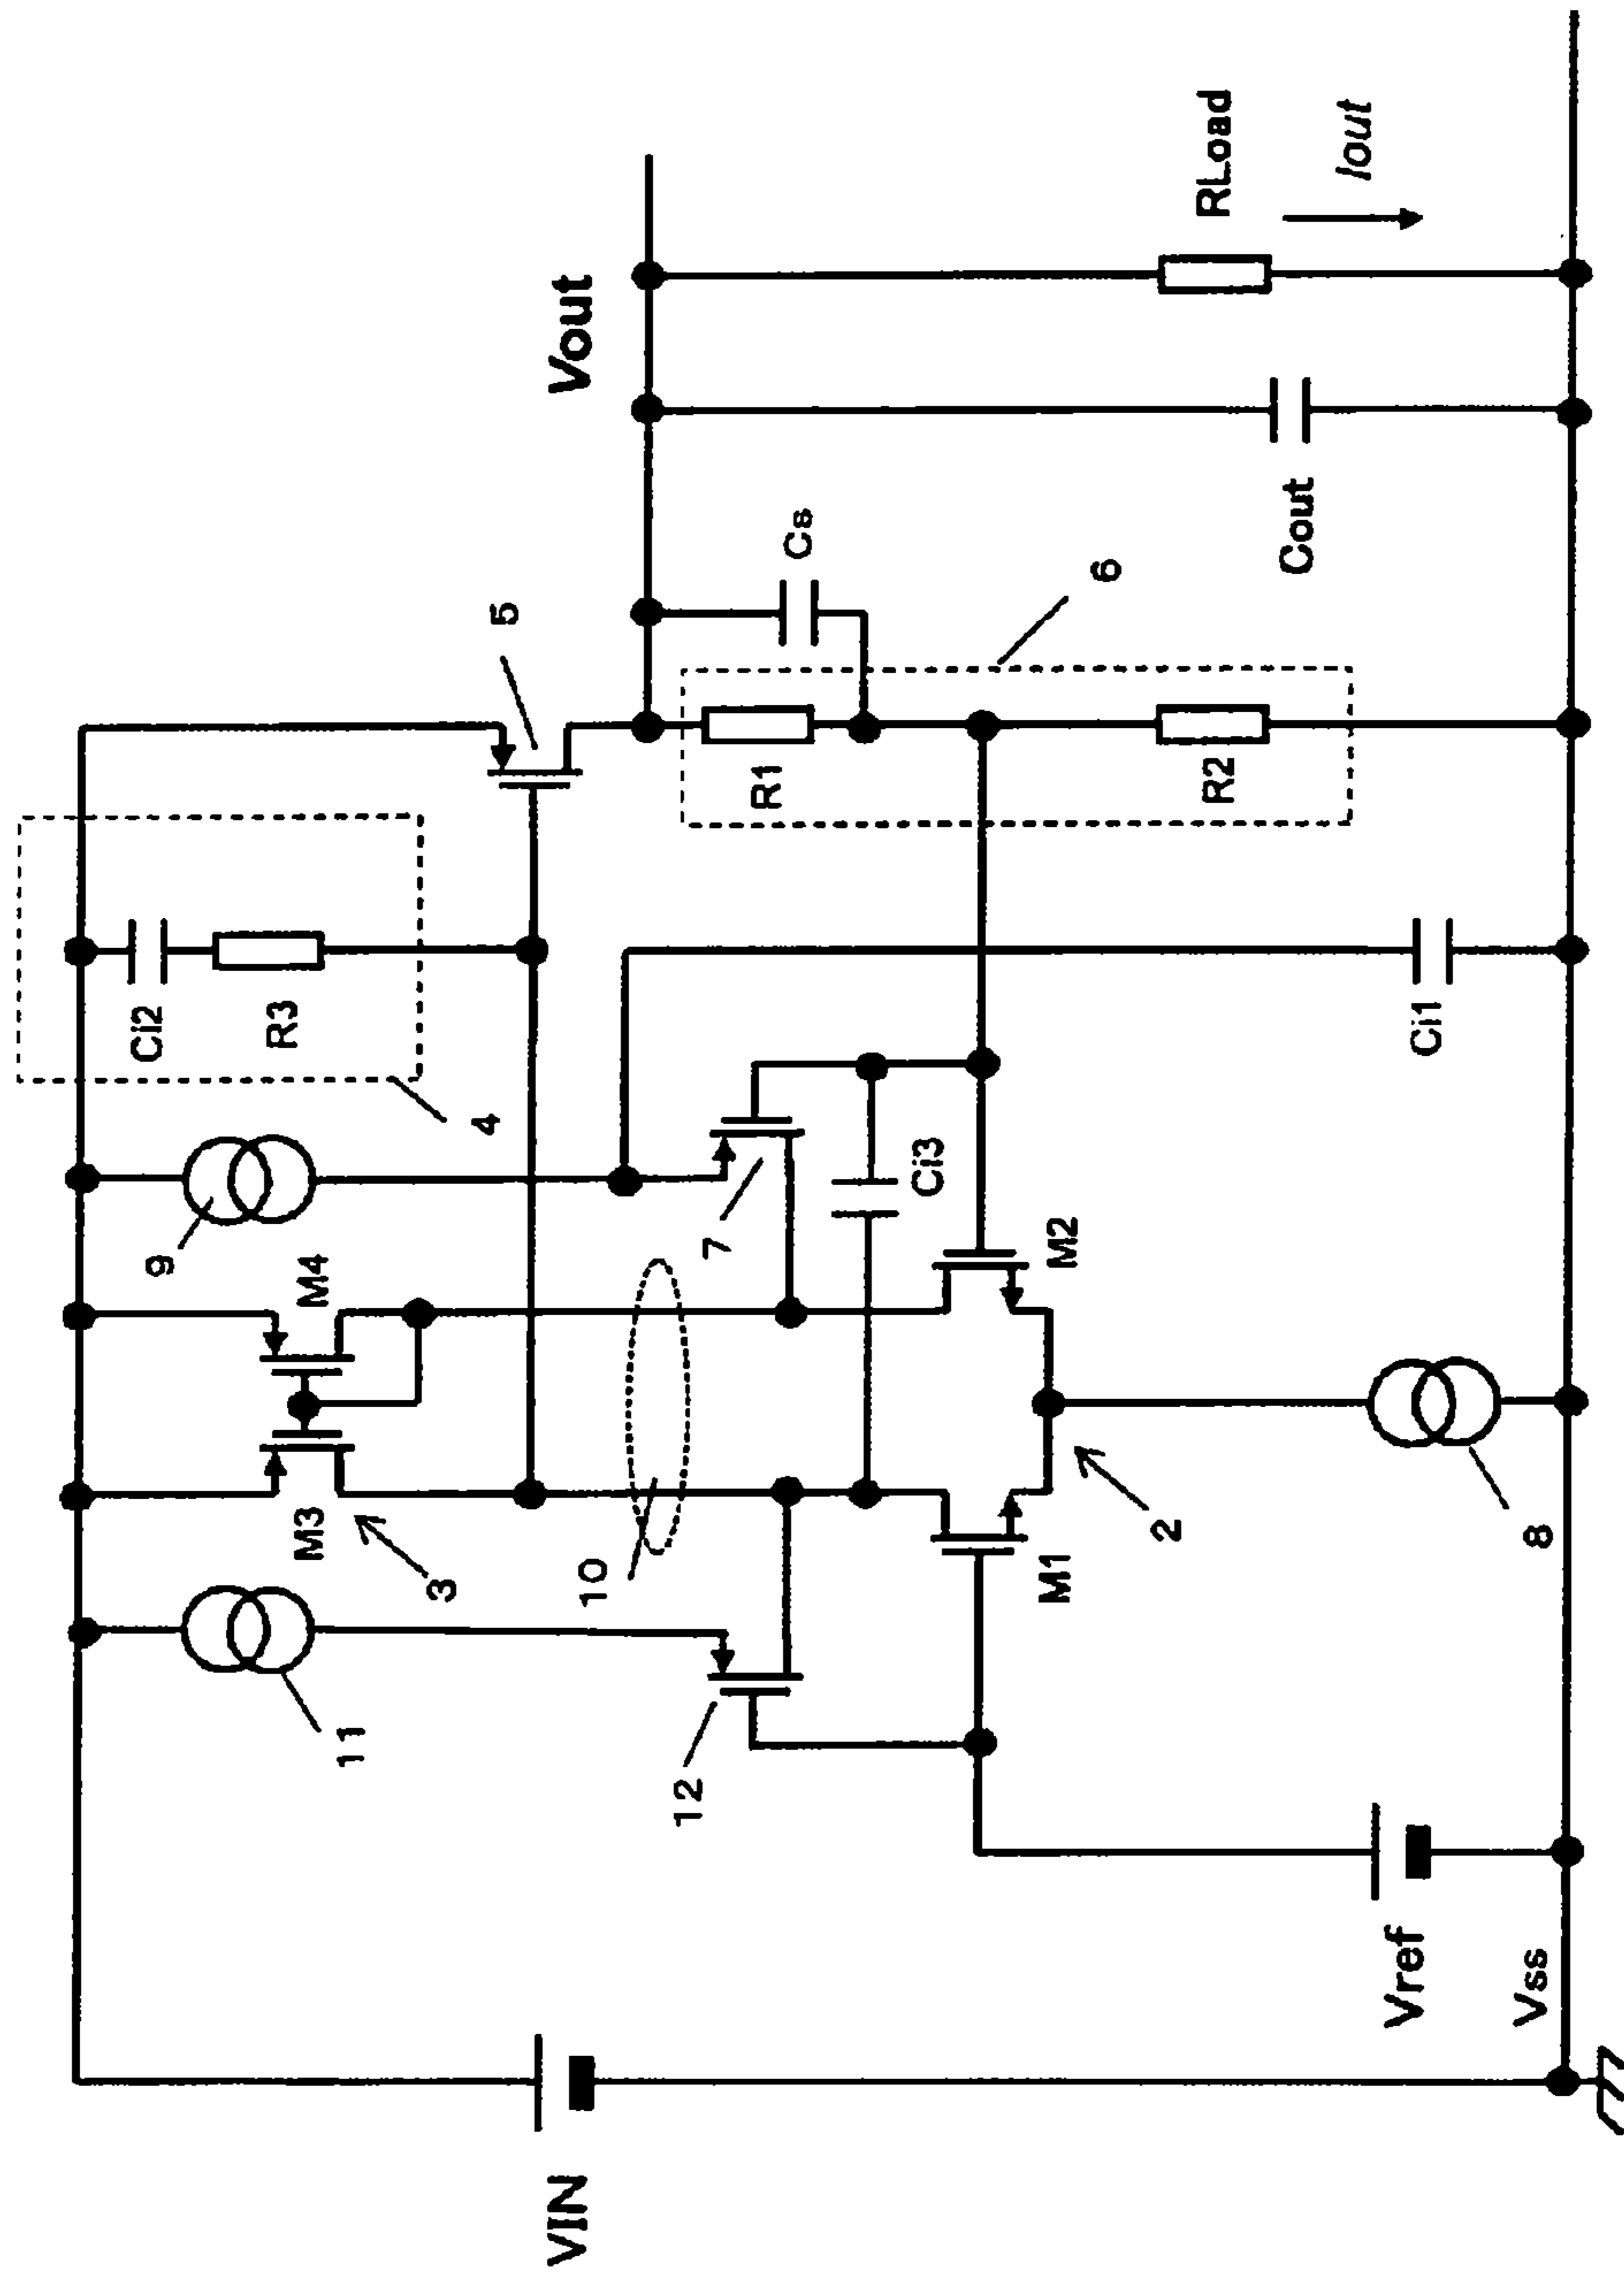 VIN
Vref
Vss
11
12
M3
3
10
M1
2
8
M4
9
7
Ci3
M2
4
Ci2
R3
Ci1
5
R1
R2
6
Cs
Vout
Cout
RLoad
Iout